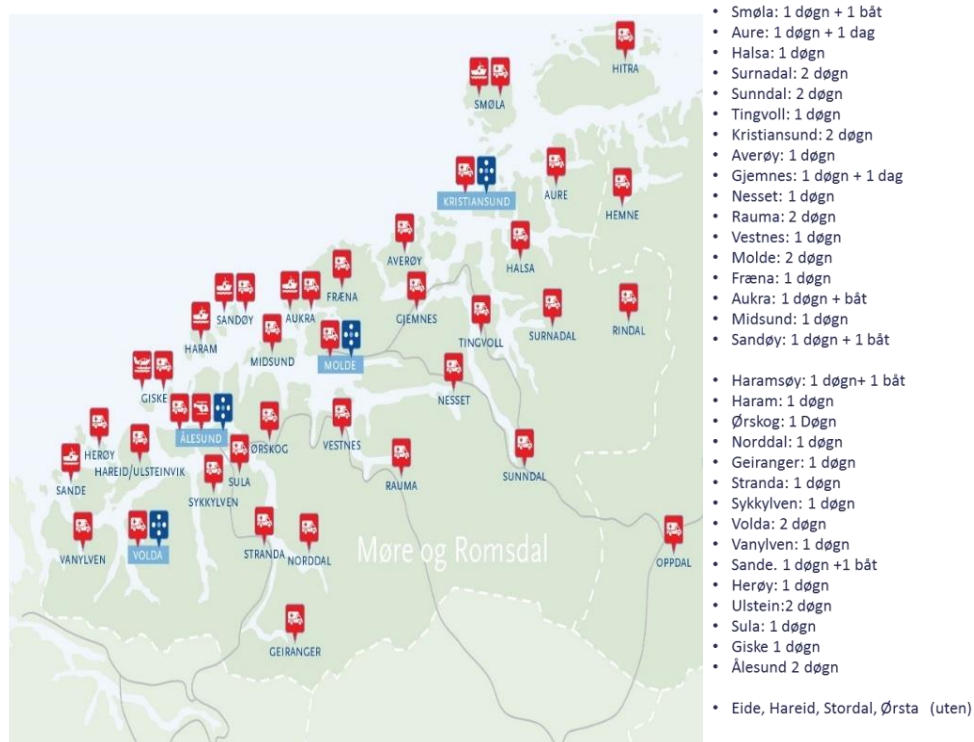 HITRA
SMØLA
KRISTIANSUND
AURE
HEMNE
AVERØY
HALSA
FRÆNA
GJEMNES
SANDØY
AUKRA
TINGVOLL
SURNADAL
RINDAL
HARAM
MIDSUND
MOLDE
NESSET
GISKE
ÅLESUND
ØRSKOG
VESTNES
HERØY
HAREID/ULSTEINVIK
SULA
RAUMA
SUNNDAL
SANDE
SYKKYLVEN
VANYLVEN
VOLDA
STRANDA
NORDDAL
Møre og Romsdal
OPPDAL
GEIRANGER
• Smøla: 1 døgn + 1 båt
• Aure: 1 døgn + 1 dag
• Halsa: 1 døgn
• Surnadal: 2 døgn
• Sunndal: 2 døgn
• Tingvoll: 1 døgn
• Kristiansund: 2 døgn
• Averøy: 1 døgn
• Gjemnes: 1 døgn + 1 dag
• Nesset: 1 døgn
• Rauma: 2 døgn
• Vestnes: 1 døgn
• Molde: 2 døgn
• Fræna: 1 døgn
• Aukra: 1 døgn + båt
• Midsund: 1 døgn
• Sandøy: 1 døgn + 1 båt
• Haramsøy: 1 døgn+ 1 båt
• Haram: 1 døgn
• Ørskog: 1 Døgn
• Norddal: 1 døgn
• Geiranger: 1 døgn
• Stranda: 1 døgn
• Sykkylven: 1 døgn
• Volda: 2 døgn
• Vanylven: 1 døgn
• Sande. 1 døgn +1 båt
• Herøy: 1 døgn
• Ulstein:2 døgn
• Sula: 1 døgn
• Giske 1 døgn
• Ålesund 2 døgn
• Eide, Hareid, Stordal, Ørsta (uten)